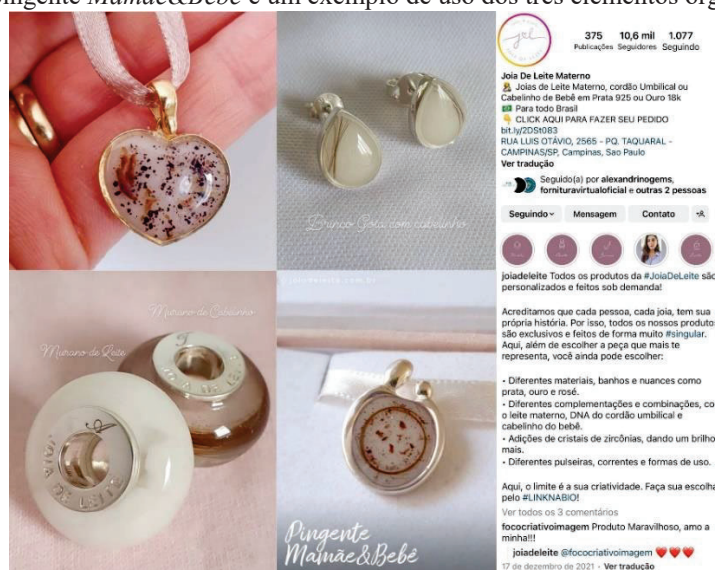 pingente Mamãe&Bebê é um exemplo de uso dos três elementos org
Brinco Gota com cabelinho
Murano de Cabelinho
Murano de Leite
JOIA DE LEITE
JOIA DE LEITE
@joiadeleite.com.br
Pingente
Mamãe&Bebê
jol
375 10,6 mil 1.077
Publicações Seguidores Seguindo
Joia De Leite Materno
Joias de Leite Materno, cordão Umbilical ou
Cabelinho de Bebê em Prata 925 ou Ouro 18k
Para todo Brasil
CLICK AQUI PARA FAZER SEU PEDIDO
bit.ly/2DSt083
RUA LUIS OTÁVIO, 2565 - PQ. TAQUARAL -
CAMPINAS/SP, Campinas, Sao Paulo
Ver tradução
Seguido(a) por alexandrinogems,
fornituravirtualoficial e outras 2 pessoas
Seguindo Mensagem Contato
joiadeleite Todos os produtos da #JoiaDeLeite são
personalizados e feitos sob demanda!
Acreditamos que cada pessoa, cada joia, tem sua
própria história. Por isso, todos os nossos produto
são exclusivos e feitos de forma muito #singular.
Aqui, além de escolher a peça que mais te
representa, você ainda pode escolher:
- Diferentes materiais, banhos e nuances como
prata, ouro e rosé.
- Diferentes complementações e combinações, co
o leite materno, DNA do cordão umbilical e
cabelinho do bebê.
- Adições de cristais de zircônias, dando um brilho
mais.
- Diferentes pulseiras, correntes e formas de uso.
Aqui, o limite é a sua criatividade. Faça sua escolha
pelo #LINKNABIO!
Ver todos os 3 comentários
fococriativoimagem Produto Maravilhoso, amo a
minha!!!
joiadeleite @fococriativoimagem ❤️❤️❤️
17 de dezembro de 2021 • Ver tradução